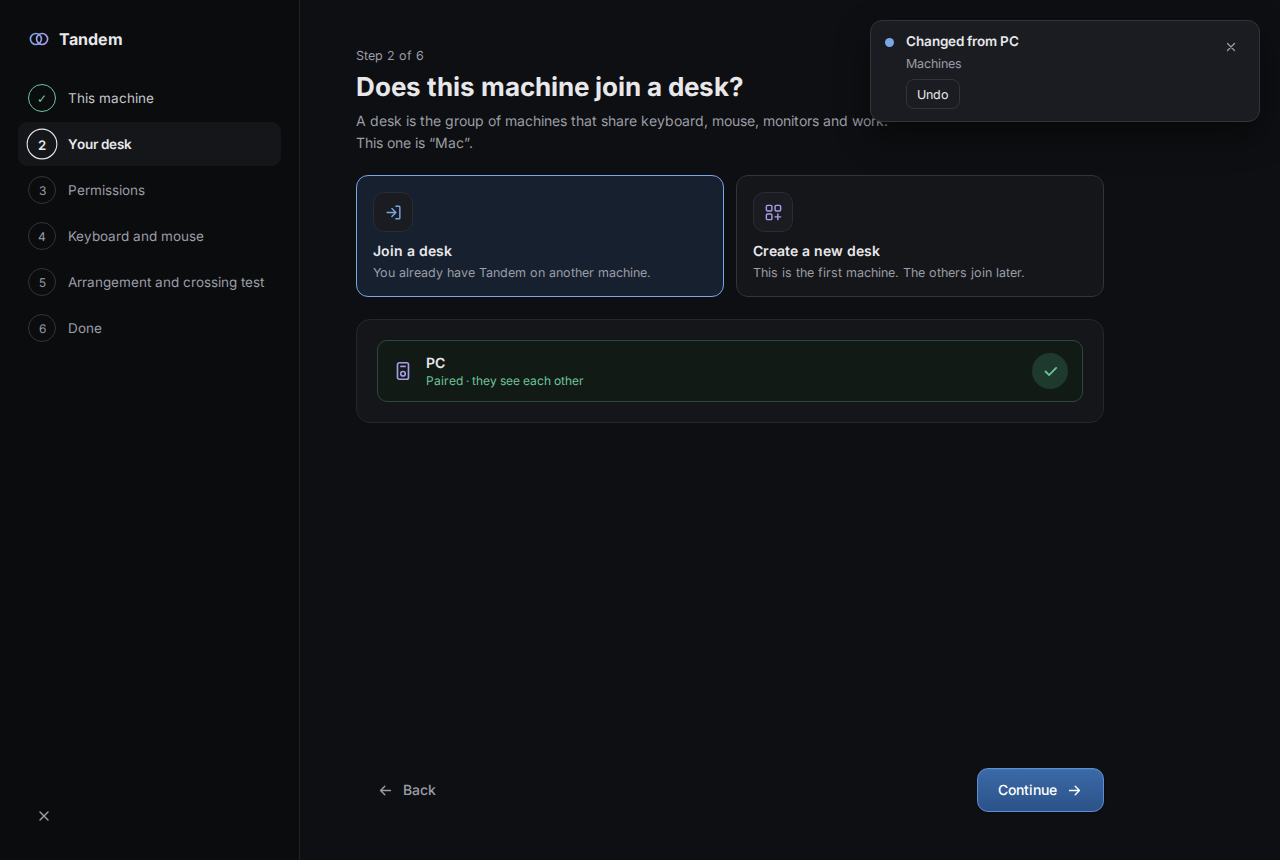 Tandem
✓ This machine
2 Your desk
3 Permissions
4 Keyboard and mouse
5 Arrangement and crossing test
6 Done
Step 2 of 6
Does this machine join a desk?
A desk is the group of machines that share keyboard, mouse, monitors and work.
This one is “Mac”.
Join a desk
You already have Tandem on another machine.
Create a new desk
This is the first machine. The others join later.
PC
Paired · they see each other
Back
Continue
Changed from PC
Machines
Undo